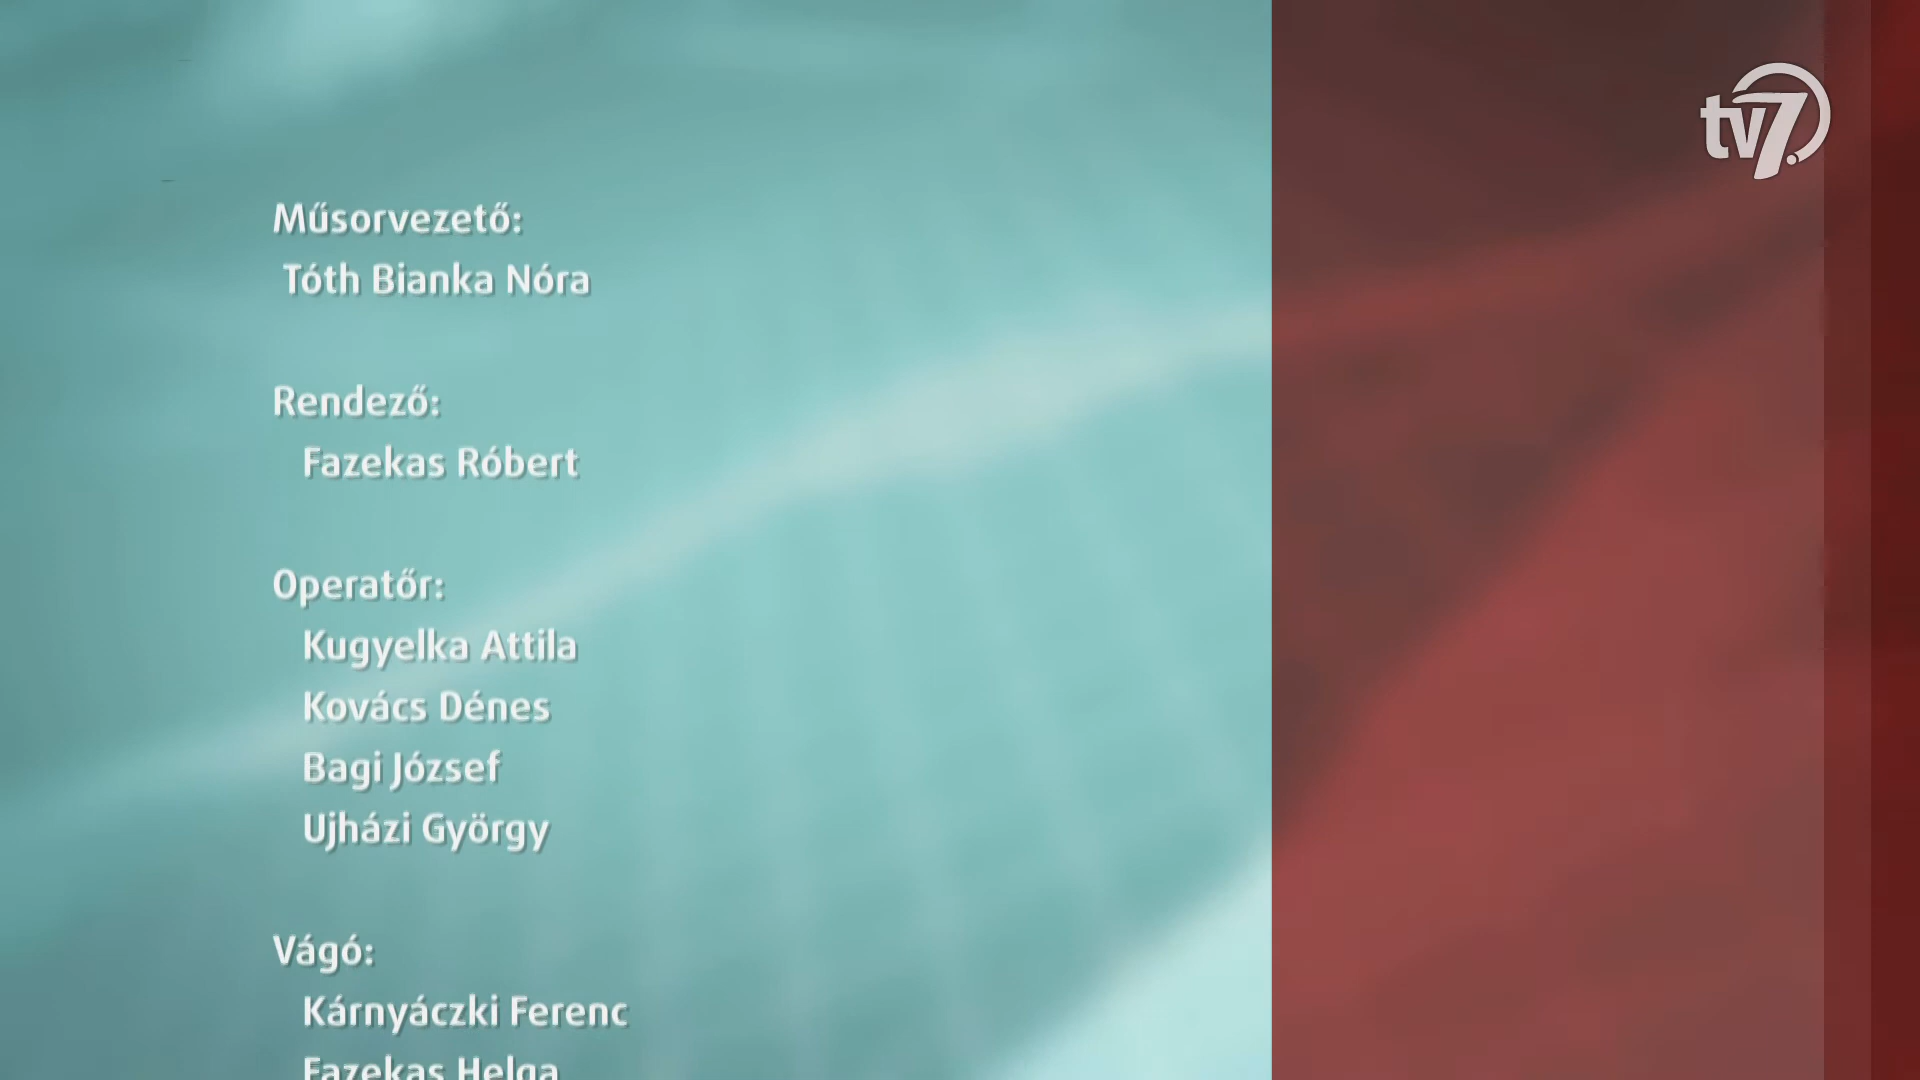 tv7.
Műsorvezető:
Tóth Bianka Nóra
Rendező:
Fazekas Róbert
Operatőr:
Kugyelka Attila
Kovács Dénes
Bagi József
Ujházi György
Vágó:
Kárnyáczki Ferenc
Fazekas Helga